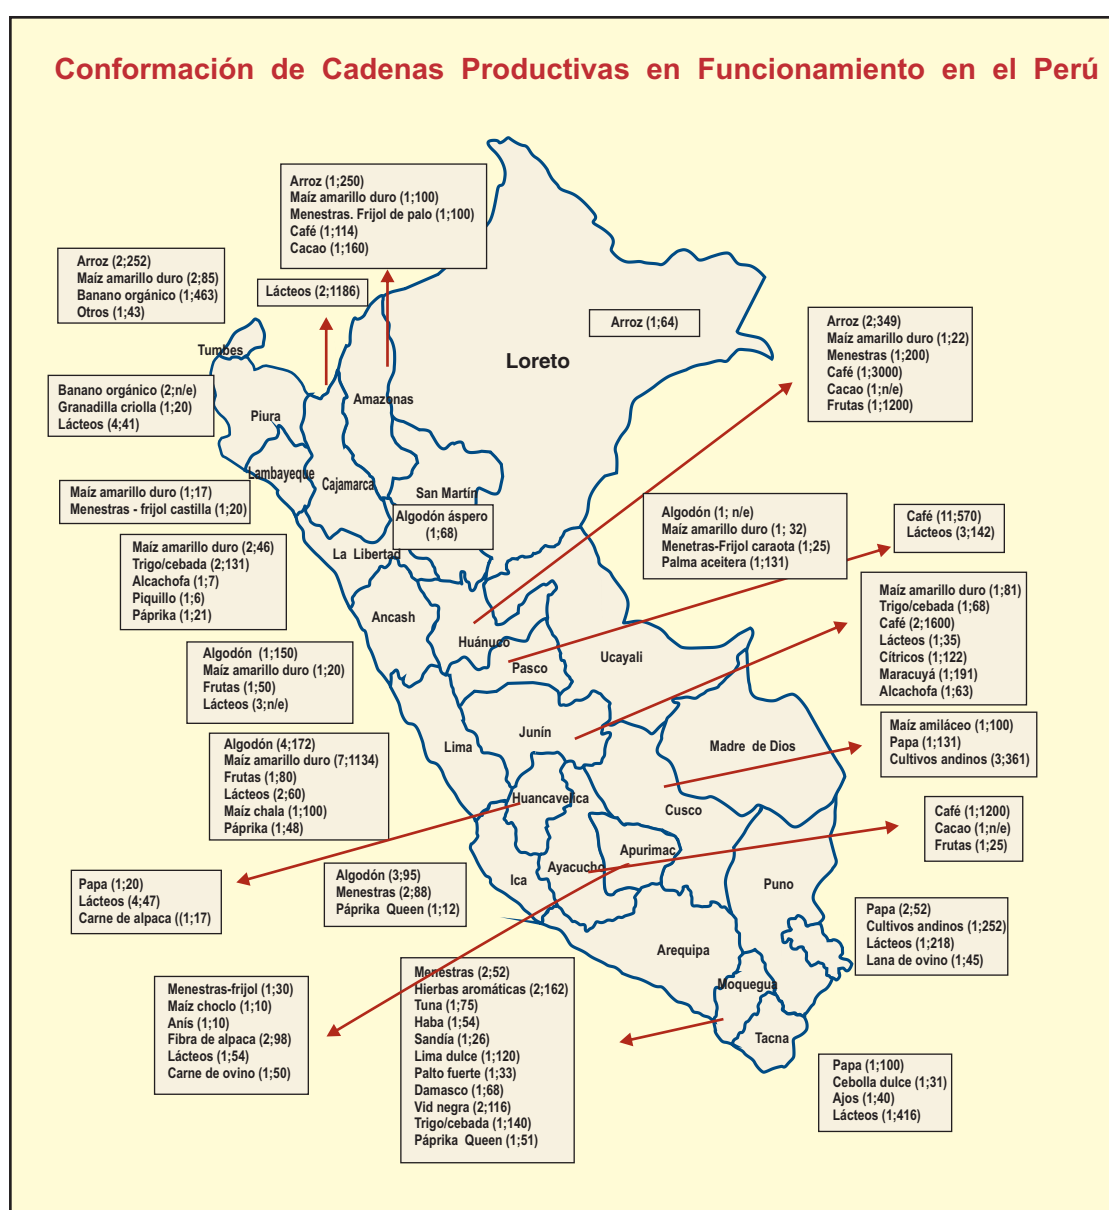 Conformación de Cadenas Productivas en Funcionamiento en el Perú
Arroz (1;250)
Maíz amarillo duro (1;100)
Menestras. Frijol de palo (1;100)
Café (1;114)
Cacao (1;160)
Arroz (2;252)
Maíz amarillo duro (2;85)
Banano orgánico (1;463)
Otros (1;43)
Lácteos (2;1186)
Arroz (1;64)
Arroz (2;349)
Maíz amarillo duro (1;22)
Menestras (1;200)
Café (1;3000)
Cacao (1;n/e)
Frutas (1;1200)
Tumbes
Loreto
Banano orgánico (2;n/e)
Granadilla criolla (1;20)
Lácteos (4;41)
Piura
Amazonas
Lambayeque
Cajamarca
San Martín
Maíz amarillo duro (1;17)
Menestras - frijol castilla (1;20)
Algodón áspero
(1;68)
Algodón (1; n/e)
Maíz amarillo duro (1; 32)
Menetras-Frijol caraota (1;25)
Palma aceitera (1;131)
Café (11;570)
Lácteos (3;142)
La Libertad
Maíz amarillo duro (2;46)
Trigo/cebada (2;131)
Alcachofa (1;7)
Piquillo (1;6)
Páprika (1;21)
Maíz amarillo duro (1;81)
Trigo/cebada (1;68)
Café (2;1600)
Lácteos (1;35)
Cítricos (1;122)
Maracuyá (1;191)
Alcachofa (1;63)
Ancash
Huánuco
Pasco
Ucayali
Algodón (1;150)
Maíz amarillo duro (1;20)
Frutas (1;50)
Lácteos (3;n/e)
Maíz amiláceo (1;100)
Papa (1;131)
Cultivos andinos (3;361)
Lima
Junín
Madre de Dios
Algodón (4;172)
Maíz amarillo duro (7;1134)
Frutas (1;80)
Lácteos (2;60)
Maíz chala (1;100)
Páprika (1;48)
Huancavelica
Cusco
Café (1;1200)
Cacao (1;n/e)
Frutas (1;25)
Apurimac
Ayacucho
Ica
Puno
Papa (1;20)
Lácteos (4;47)
Carne de alpaca ((1;17)
Algodón (3;95)
Menestras (2;88)
Páprika Queen (1;12)
Papa (2;52)
Cultivos andinos (1;252)
Lácteos (1;218)
Lana de ovino (1;45)
Arequipa
Moquegua
Tacna
Menestras-frijol (1;30)
Maíz choclo (1;10)
Anís (1;10)
Fibra de alpaca (2;98)
Lácteos (1;54)
Carne de ovino (1;50)
Menestras (2;52)
Hierbas aromáticas (2;162)
Tuna (1;75)
Haba (1;54)
Sandía (1;26)
Lima dulce (1;120)
Palto fuerte (1;33)
Damasco (1;68)
Vid negra (2;116)
Trigo/cebada (1;140)
Páprika Queen (1;51)
Papa (1;100)
Cebolla dulce (1;31)
Ajos (1;40)
Lácteos (1;416)